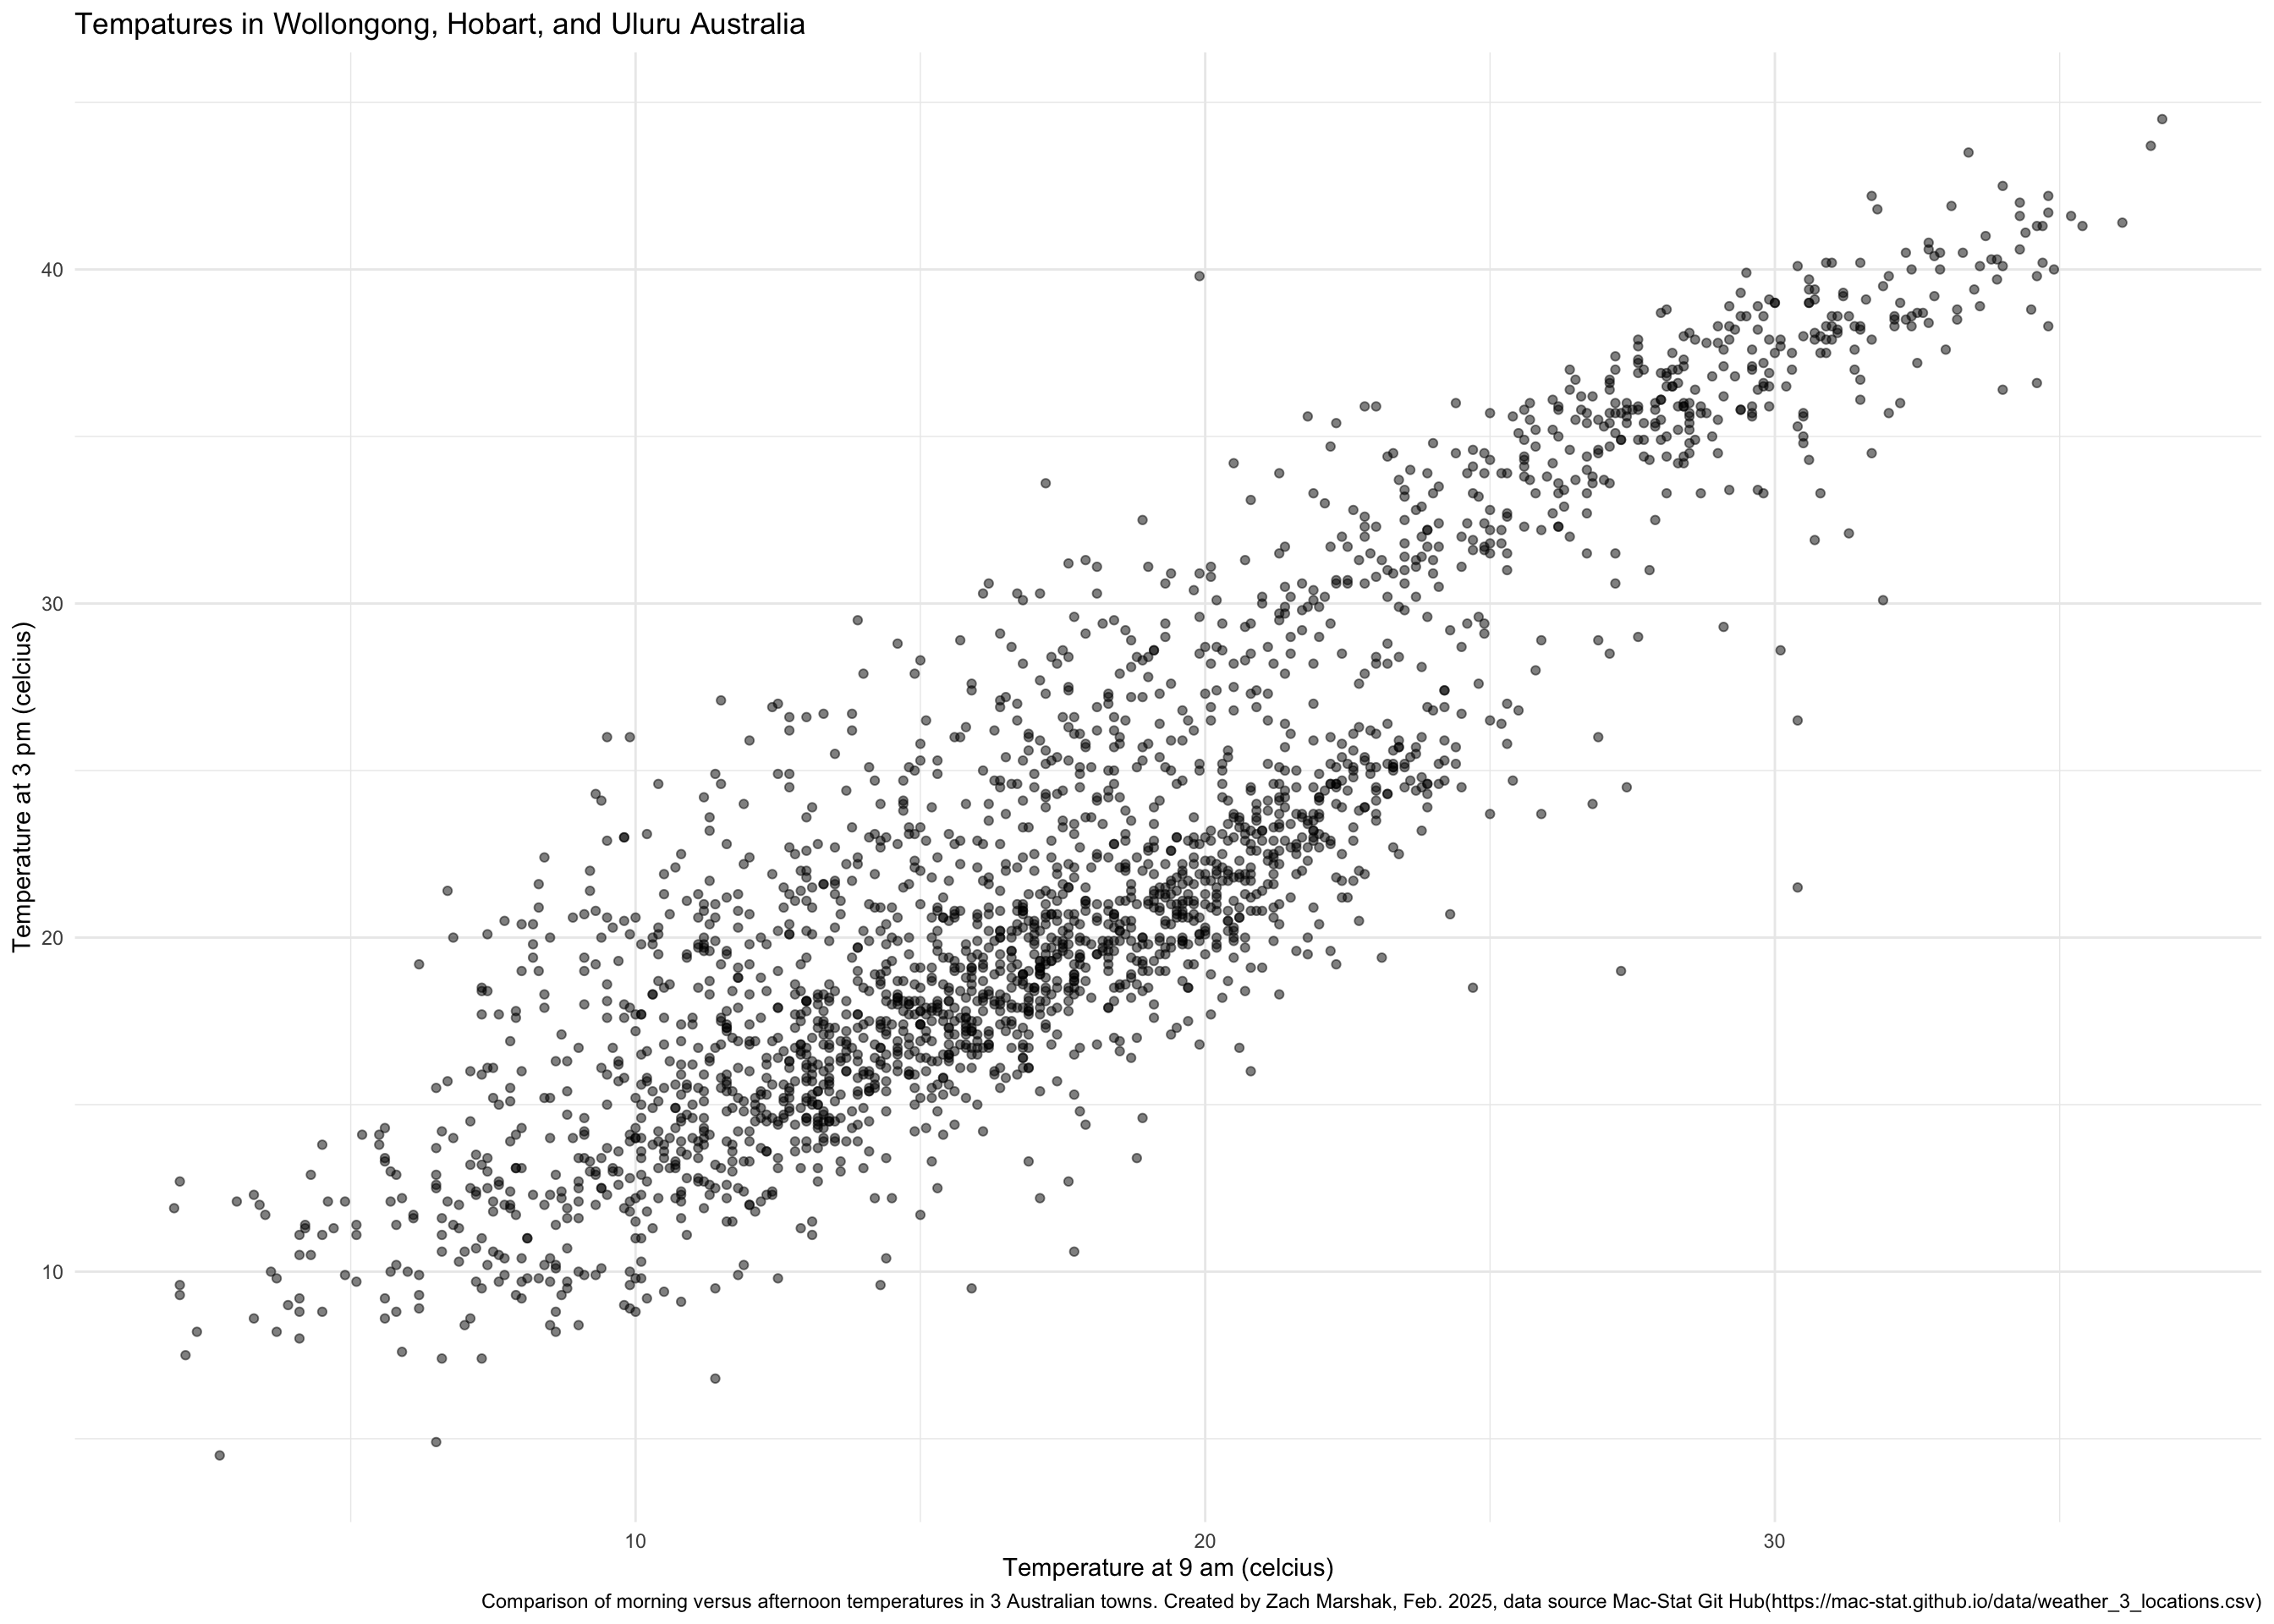 Tempatures in Wollongong, Hobart, and Uluru Australia
Temperature at 3 pm (celcius)
40
30
20
10
10
20
30
Temperature at 9 am (celcius)
Comparison of morning versus afternoon temperatures in 3 Australian towns. Created by Zach Marshak, Feb. 2025, data source Mac-Stat Git Hub(https://mac-stat.github.io/data/weather_3_locations.csv)